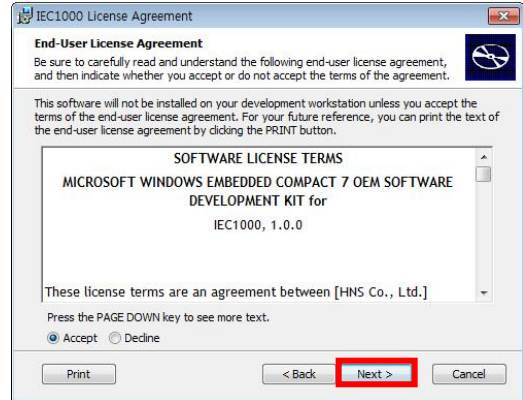 IEC1000 License Agreement
End-User License Agreement
Be sure to carefully read and understand the following end-user license agreement,
and then indicate whether you accept or do not accept the terms of the agreement.
This software will not be installed on your development workstation unless you accept the
terms of the end-user license agreement. For your future reference, you can print the text of
the end-user license agreement by clicking the PRINT button.
SOFTWARE LICENSE TERMS
MICROSOFT WINDOWS EMBEDDED COMPACT 7 OEM SOFTWARE
DEVELOPMENT KIT for
IEC1000, 1.0.0
These license terms are an agreement between [HNS Co., Ltd.]
Press the PAGE DOWN key to see more text.
Accept Decline
Print < Back Next > Cancel